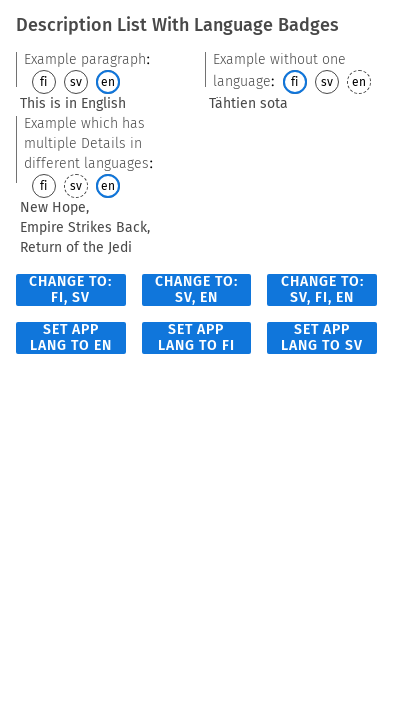 Description List With Language Badges
Example paragraph:
fi sv en
This is in English
Example without one
language: fi sv en
Tähtien sota
Example which has
multiple Details in
different languages:
fi sv en
New Hope,
Empire Strikes Back,
Return of the Jedi
CHANGE TO:
FI, SV
CHANGE TO:
SV, EN
CHANGE TO:
SV, FI, EN
SET APP
LANG TO EN
SET APP
LANG TO FI
SET APP
LANG TO SV